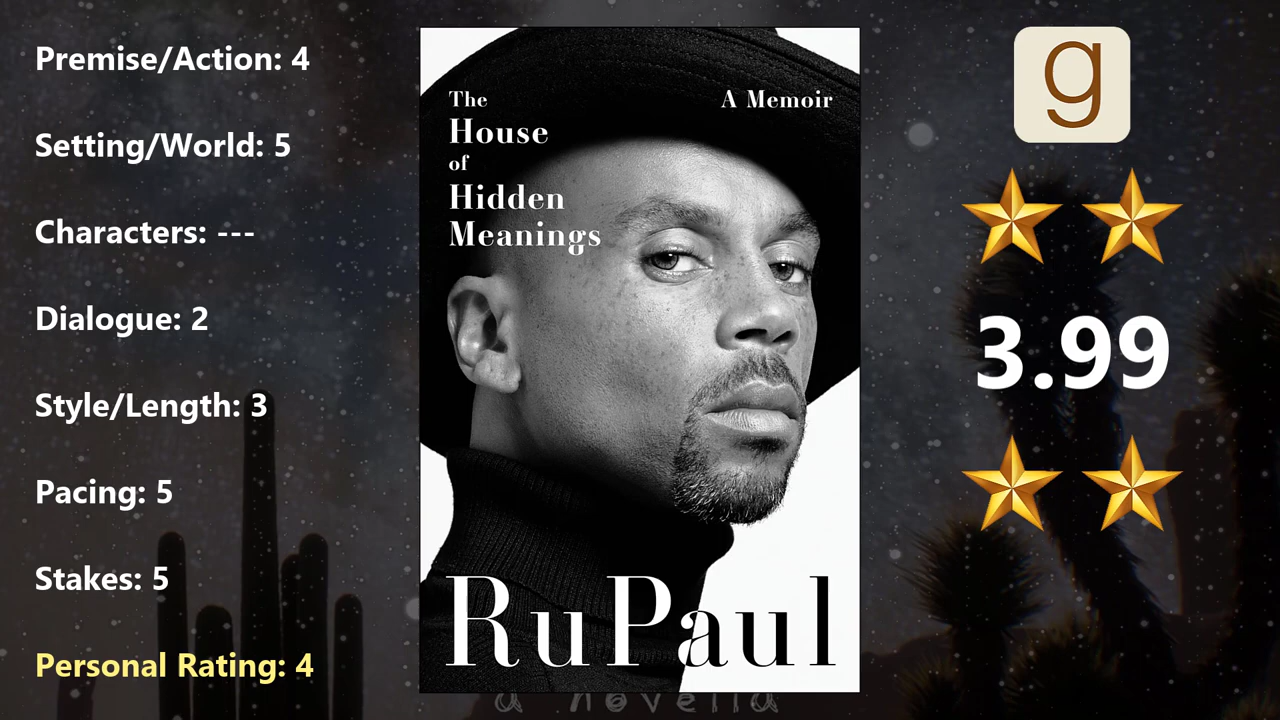 Premise/Action: 4
Setting/World: 5
Characters: ---
Dialogue: 2
Style/Length: 3
Pacing: 5
Stakes: 5
Personal Rating: 4
The
House
of
Hidden
Meanings
A Memoir
RuPaul
a novella
g
3.99